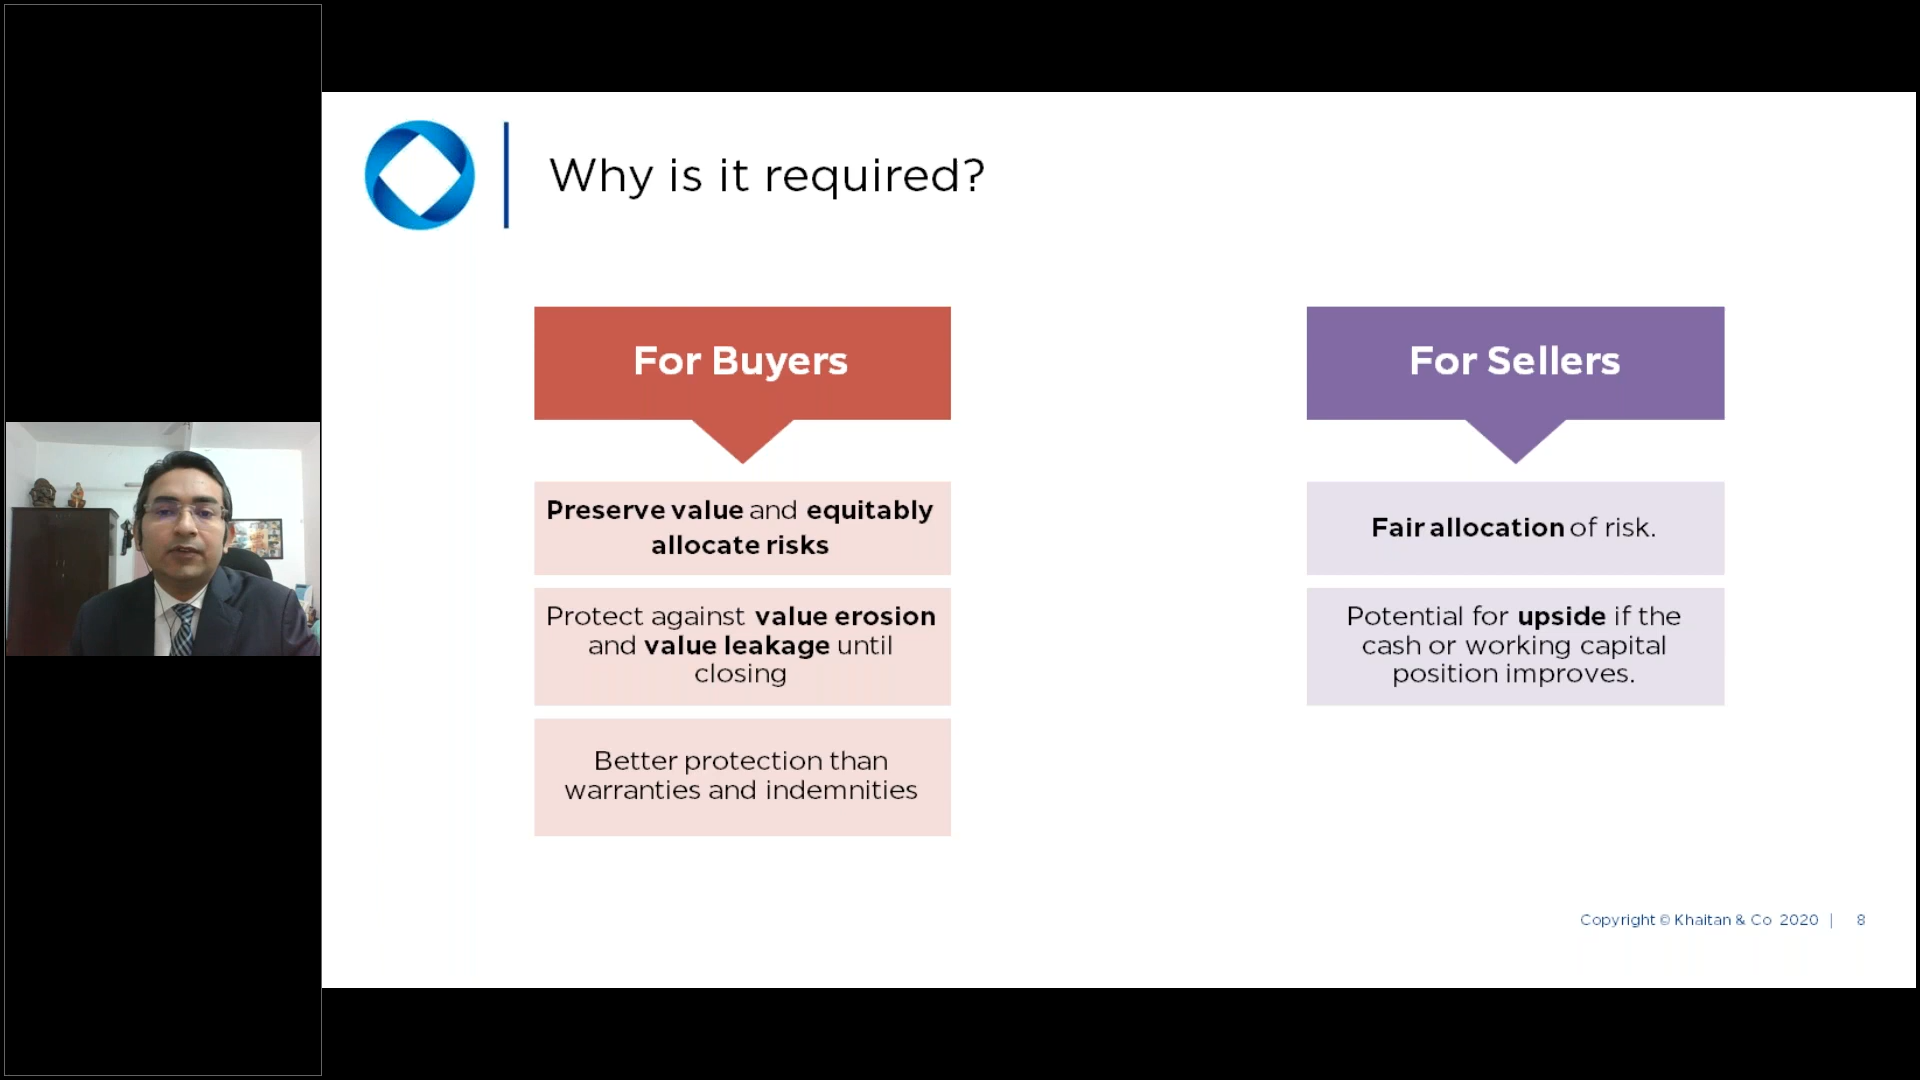 Why is it required?
For Buyers
Preserve value and equitably
allocate risks
Protect against value erosion
and value leakage until
closing
Better protection than
warranties and indemnities
For Sellers
Fair allocation of risk.
Potential for upside if the
cash or working capital
position improves.
Copyright © Khaitan & Co 2020 | 8